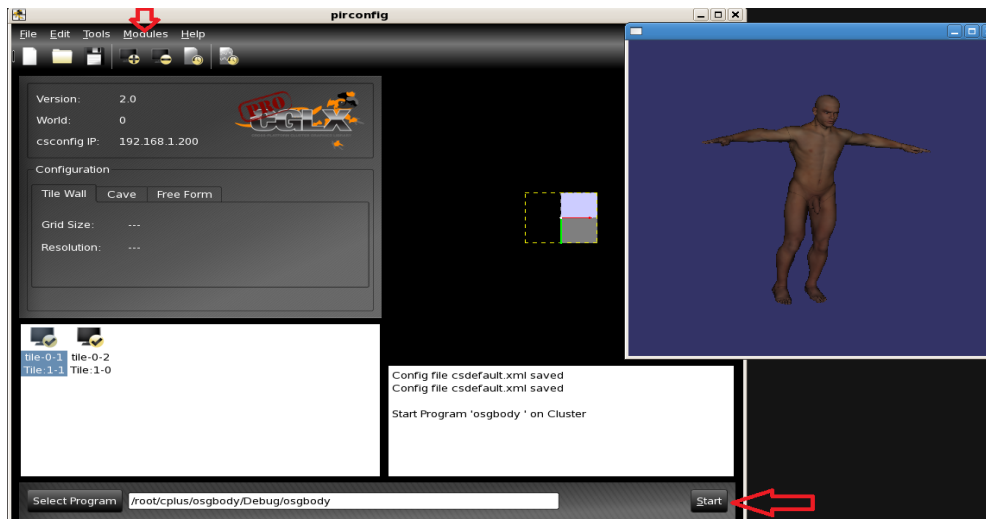 pirconfig
File Edit Tools Modules Help
Version: 2.0
World: 0
csconfig IP: 192.168.1.200
PRO
CGLX
Configuration
Tile Wall Cave Free Form
Grid Size: ---
Resolution: ---
tile-0-1 tile-0-2
Tile:1-1 Tile:1-0
Config file csdefault.xml saved
Config file csdefault.xml saved
Start Program 'osgbody ' on Cluster
Select Program /root/cplus/osgbody/Debug/osgbody Start